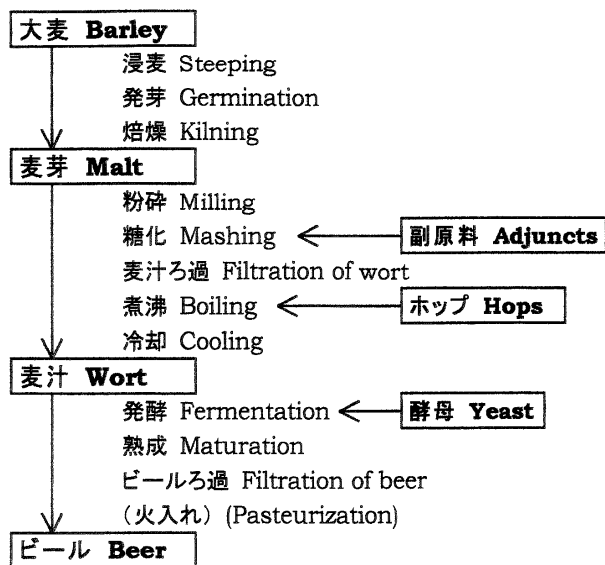 大麦 Barley
浸麦 Steeping
発芽 Germination
焙燥 Kilning
麦芽 Malt
粉砕 Milling
糖化 Mashing
副原料 Adjuncts
麦汁ろ過 Filtration of wort
煮沸 Boiling
ホップ Hops
冷却 Cooling
麦汁 Wort
発酵 Fermentation
酵母 Yeast
熟成 Maturation
ビールろ過 Filtration of beer
（火入れ）(Pasteurization)
ビール Beer